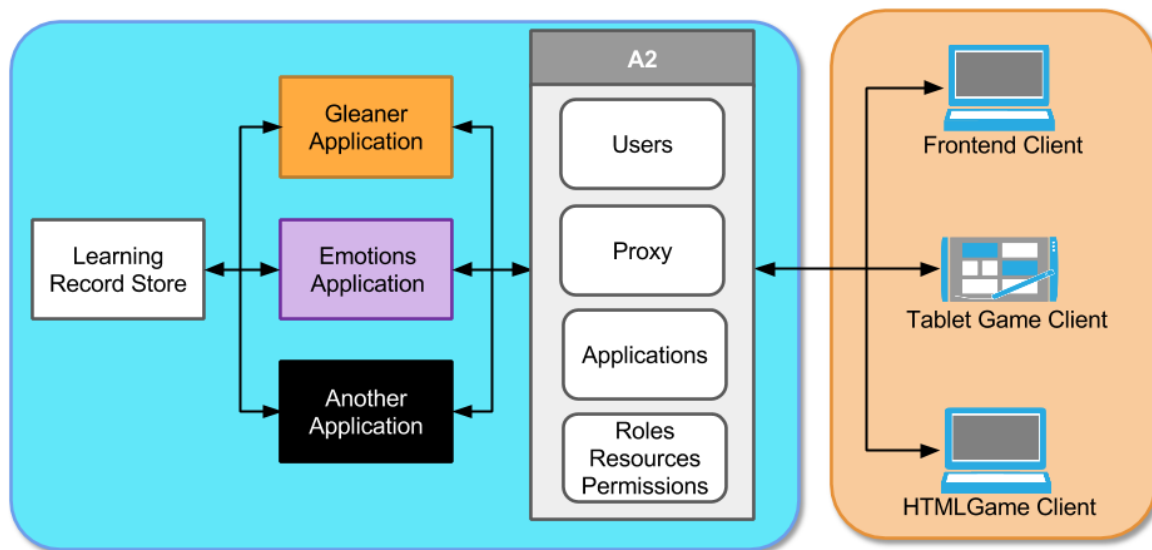 A2
Gleaner
Application
Users
Learning
Record Store
Emotions
Application
Proxy
Another
Application
Applications
Roles
Resources
Permissions
Frontend Client
Tablet Game Client
HTMLGame Client